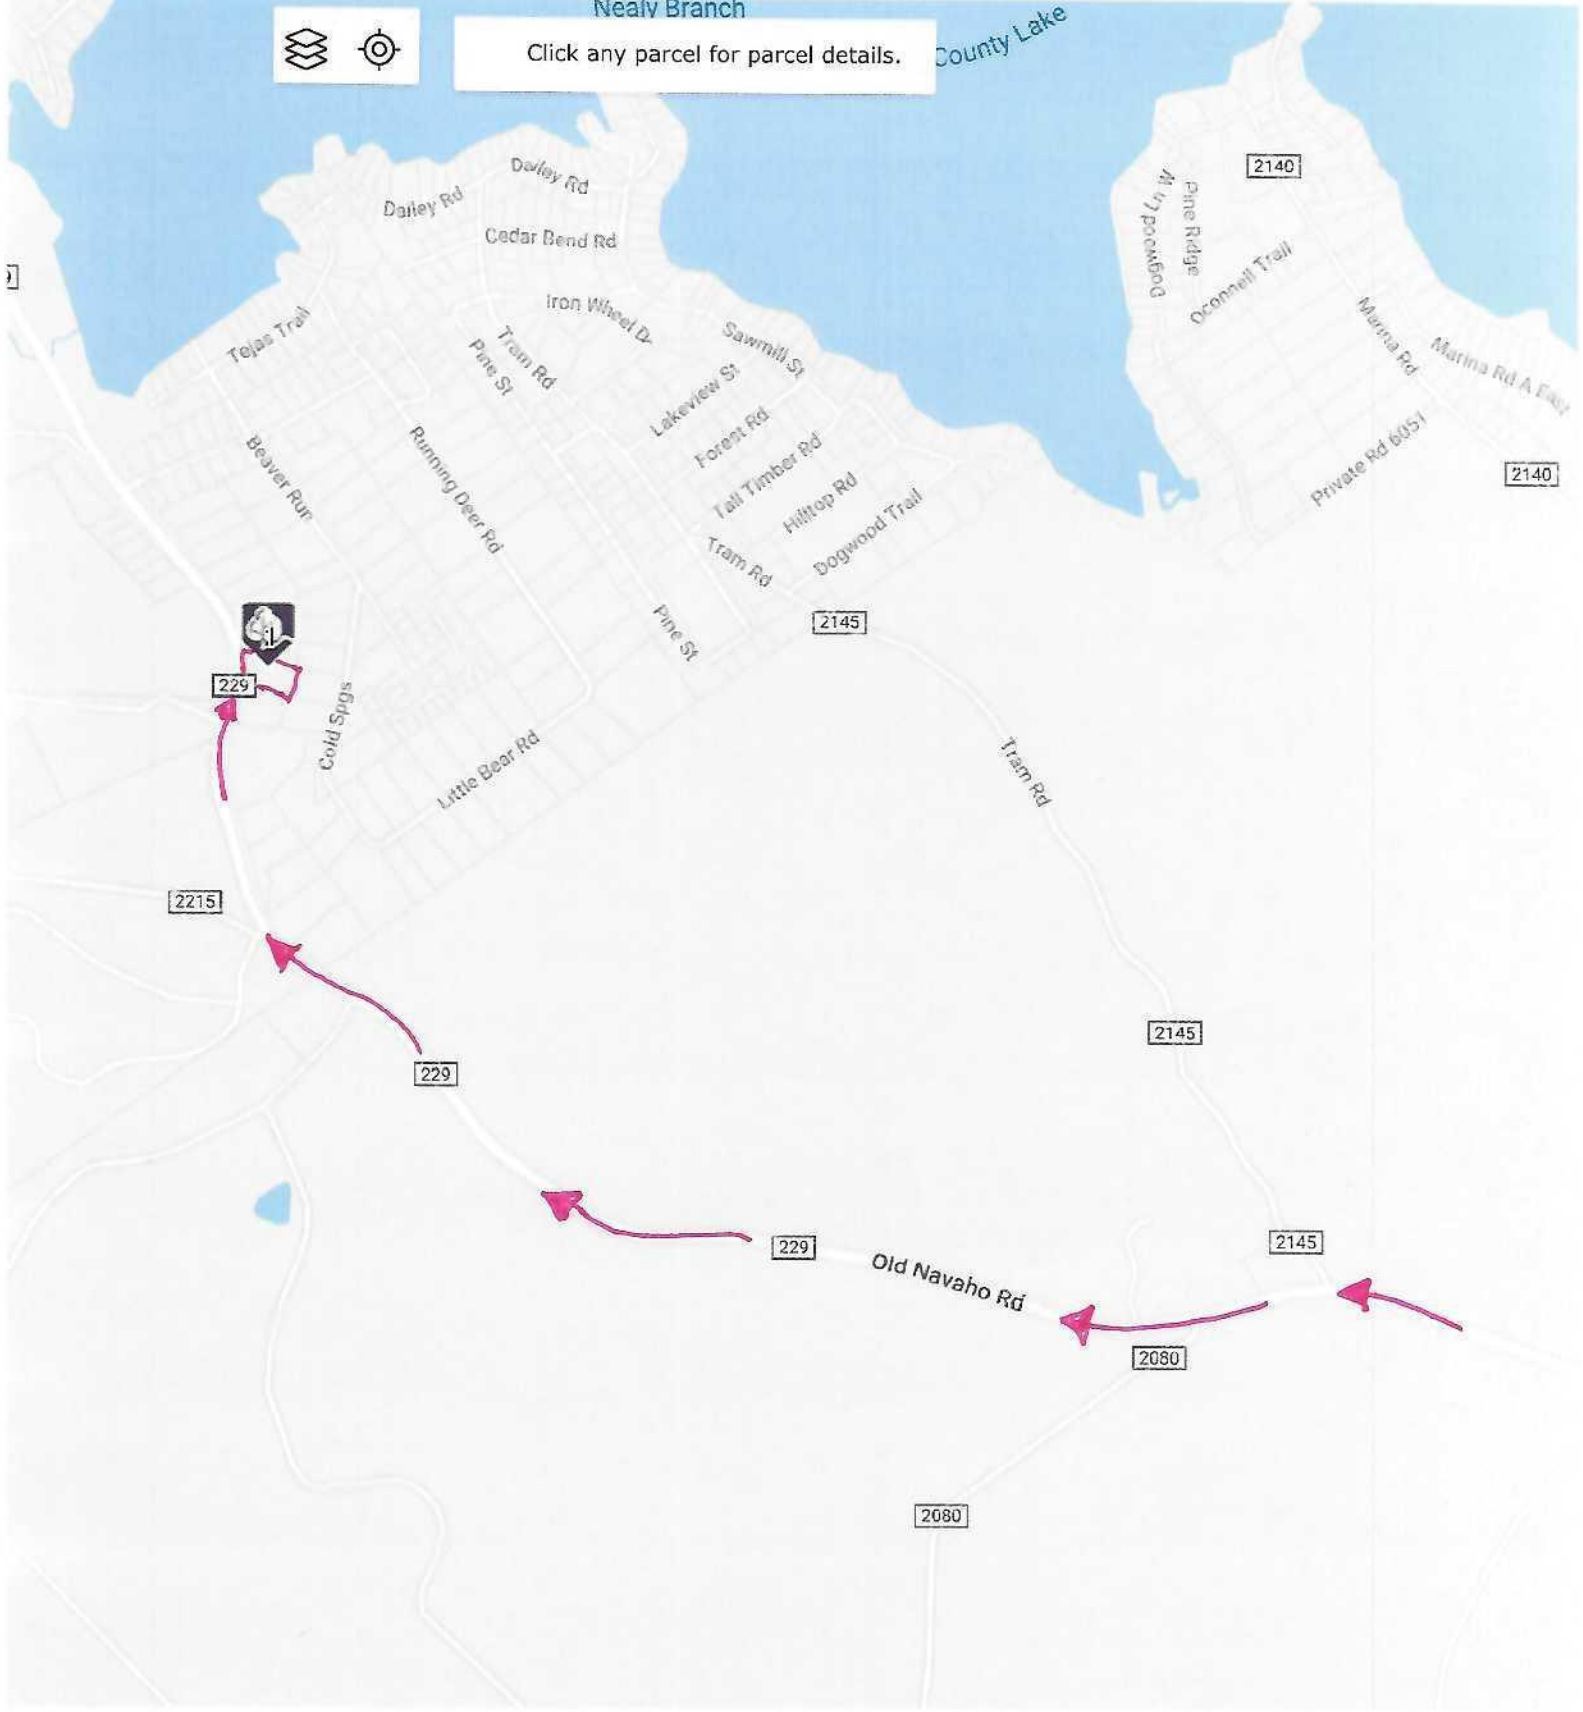 Nealy Branch
Click any parcel for parcel details.
County Lake
Dailey Rd
Dailey Rd
Cedar Bend Rd
Iron Wheel Dr
Tejas Trail
Tram Rd
Pine St
Sawmill St
Lakeview St
Forest Rd
Tall Timber Rd
Hilltop Rd
Dogwood Trail
Tram Rd
Beaver Run
Running Deer Rd
Pine St
2140
Dogwood Ln W
Pine Ridge
Oconnell Trail
Marina Rd
Marina Rd A East
Private Rd 6051
2140
2145
229
Cold Spgs
Little Bear Rd
Tram Rd
2215
2145
229
229
Old Navaho Rd
2145
2080
2080